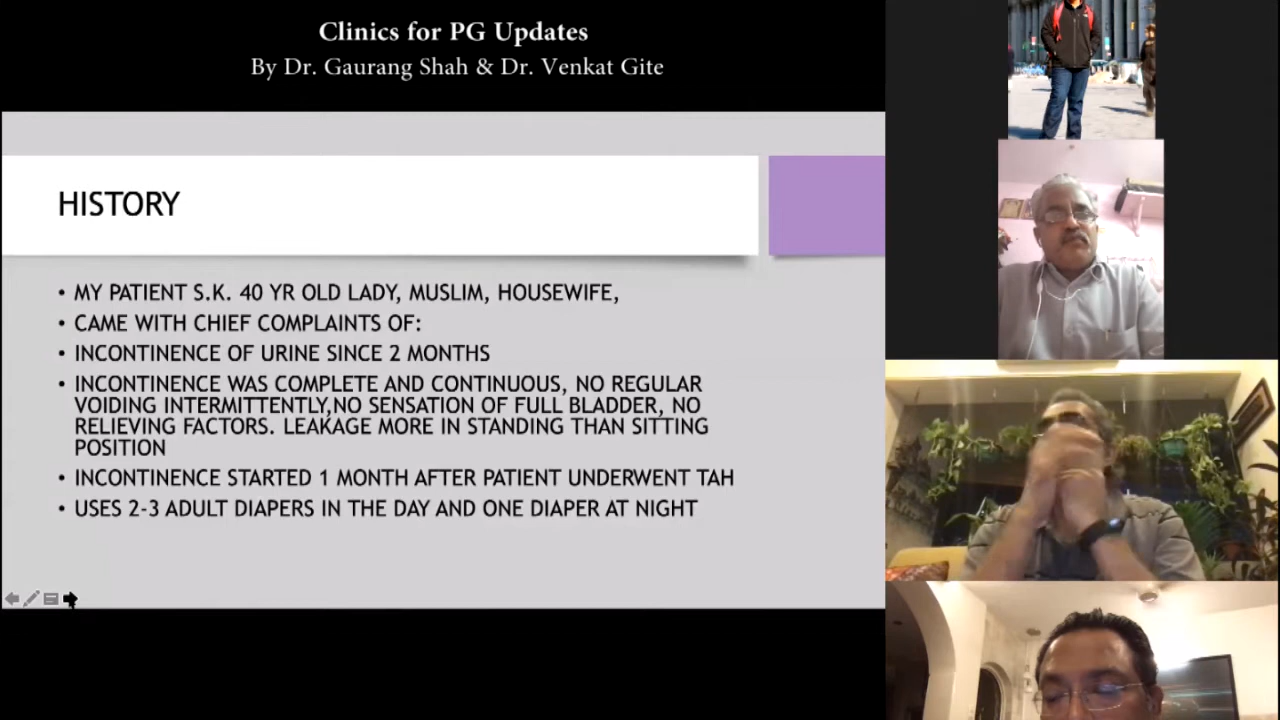 Clinics for PG Updates
By Dr. Gaurang Shah & Dr. Venkat Gite
HISTORY
• MY PATIENT S.K. 40 YR OLD LADY, MUSLIM, HOUSEWIFE,
• CAME WITH CHIEF COMPLAINTS OF:
• INCONTINENCE OF URINE SINCE 2 MONTHS
• INCONTINENCE WAS COMPLETE AND CONTINUOUS, NO REGULAR
VOIDING INTERMITTENTLY,NO SENSATION OF FULL BLADDER, NO
RELIEVING FACTORS. LEAKAGE MORE IN STANDING THAN SITTING
POSITION
• INCONTINENCE STARTED 1 MONTH AFTER PATIENT UNDERWENT TAH
• USES 2-3 ADULT DIAPERS IN THE DAY AND ONE DIAPER AT NIGHT